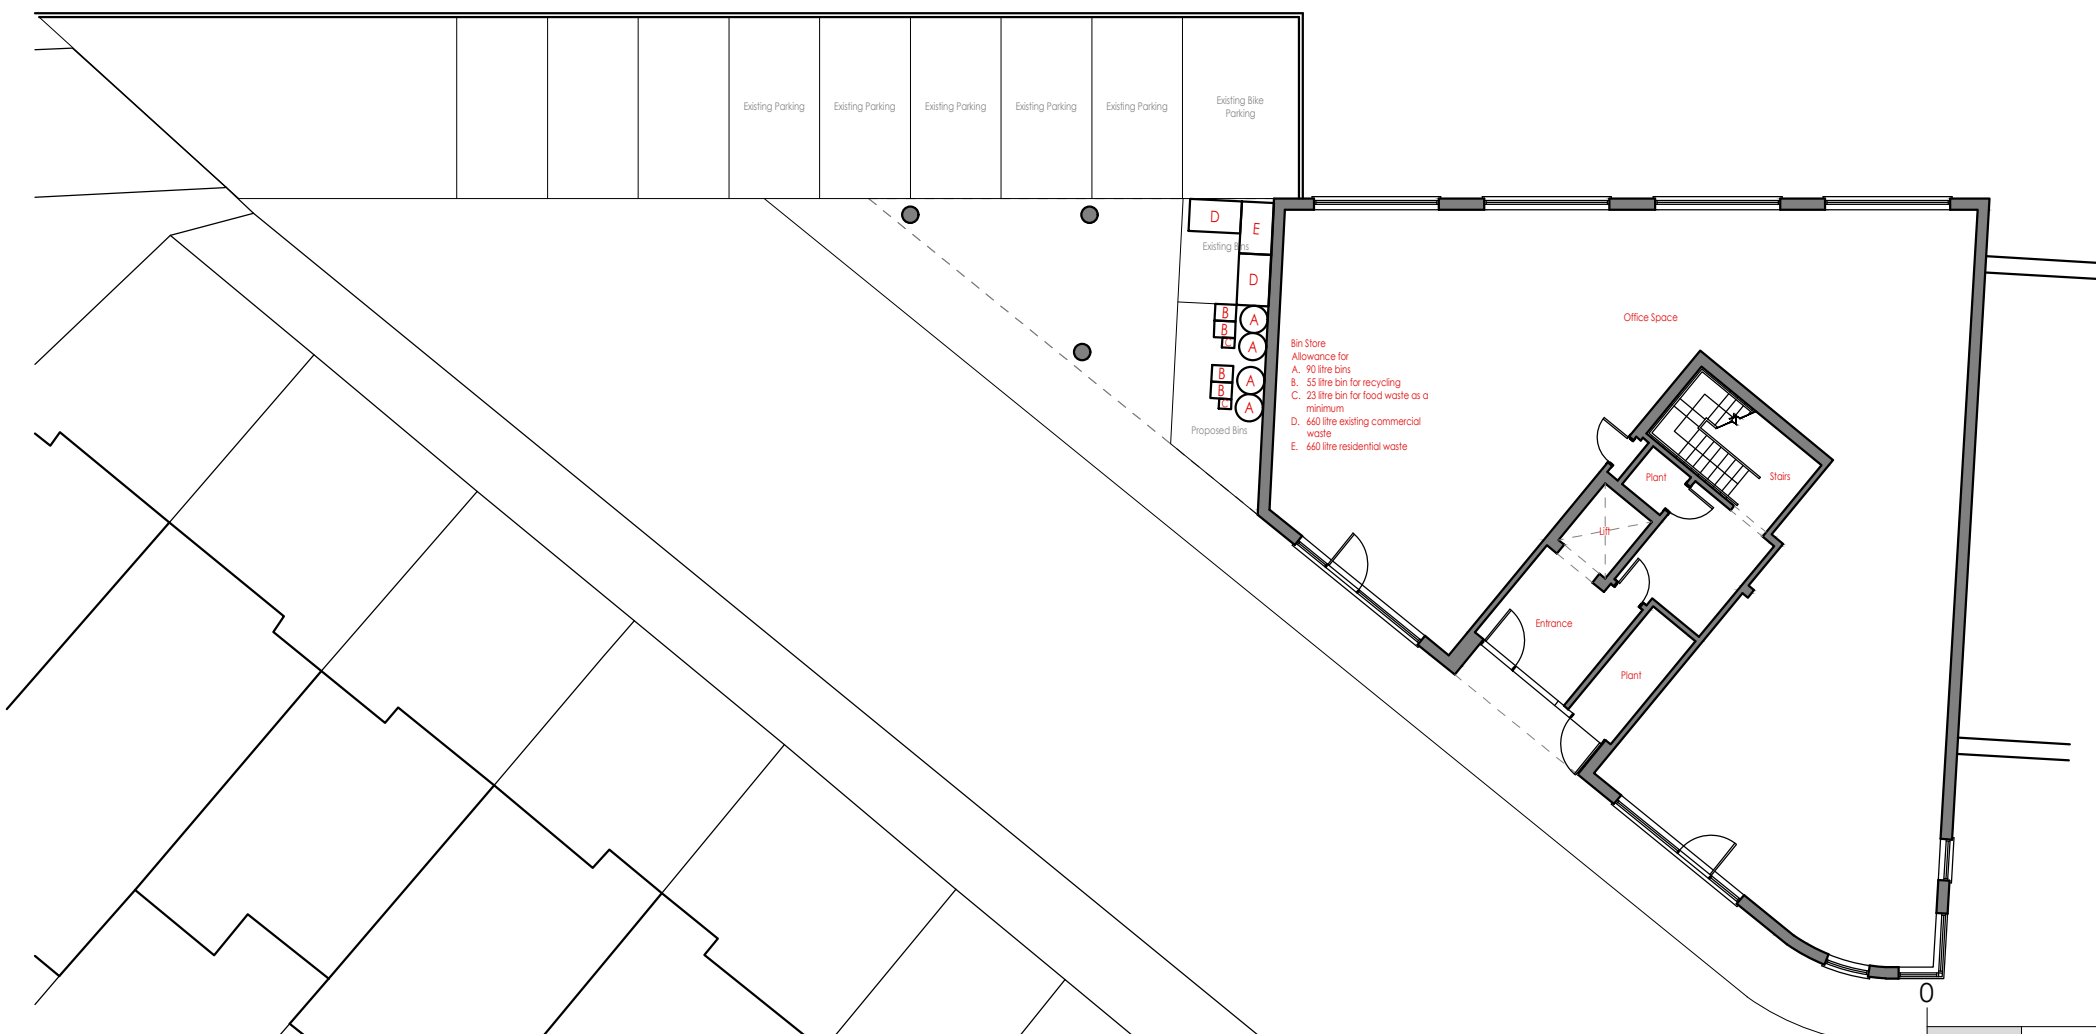 Existing Parking
Existing Parking
Existing Parking
Existing Parking
Existing Parking
Existing Bike
Parking
D
E
Existing Bins
D
B
A
B
C
A
B
A
B
C
A
Proposed Bins
Bin Store
Allowance for
A. 90 litre bins
B. 55 litre bin for recycling
C. 23 litre bin for food waste as a
minimum
D. 660 litre existing commercial
waste
E. 660 litre residential waste
Office Space
Plant
Stairs
Lift
Entrance
Plant
0